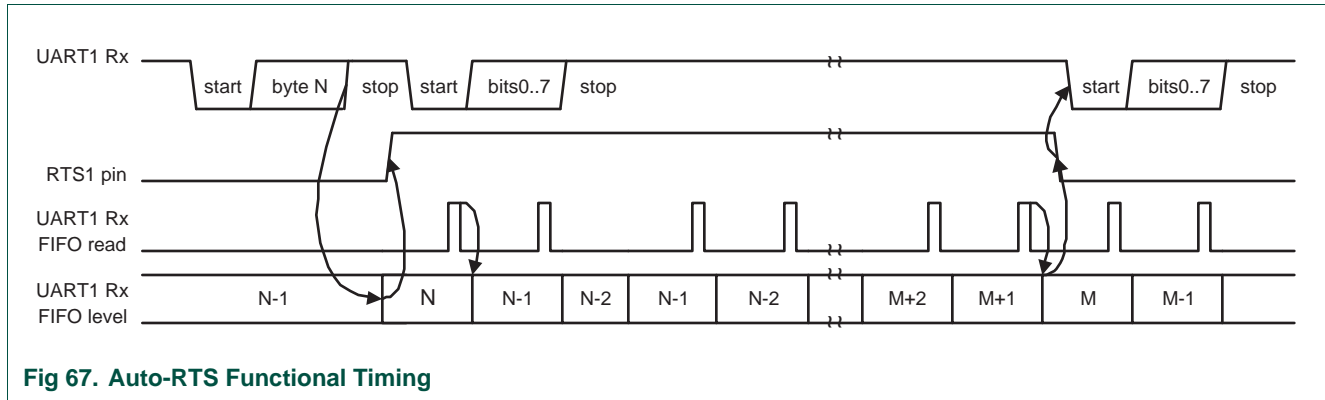 UART1 Rx
start byte N stop start bits0..7 stop start bits0..7 stop
RTS1 pin
UART1 Rx
FIFO read
UART1 Rx
FIFO level
N-1 N N-1 N-2 N-1 N-2 M+2 M+1 M M-1
Fig 67. Auto-RTS Functional Timing